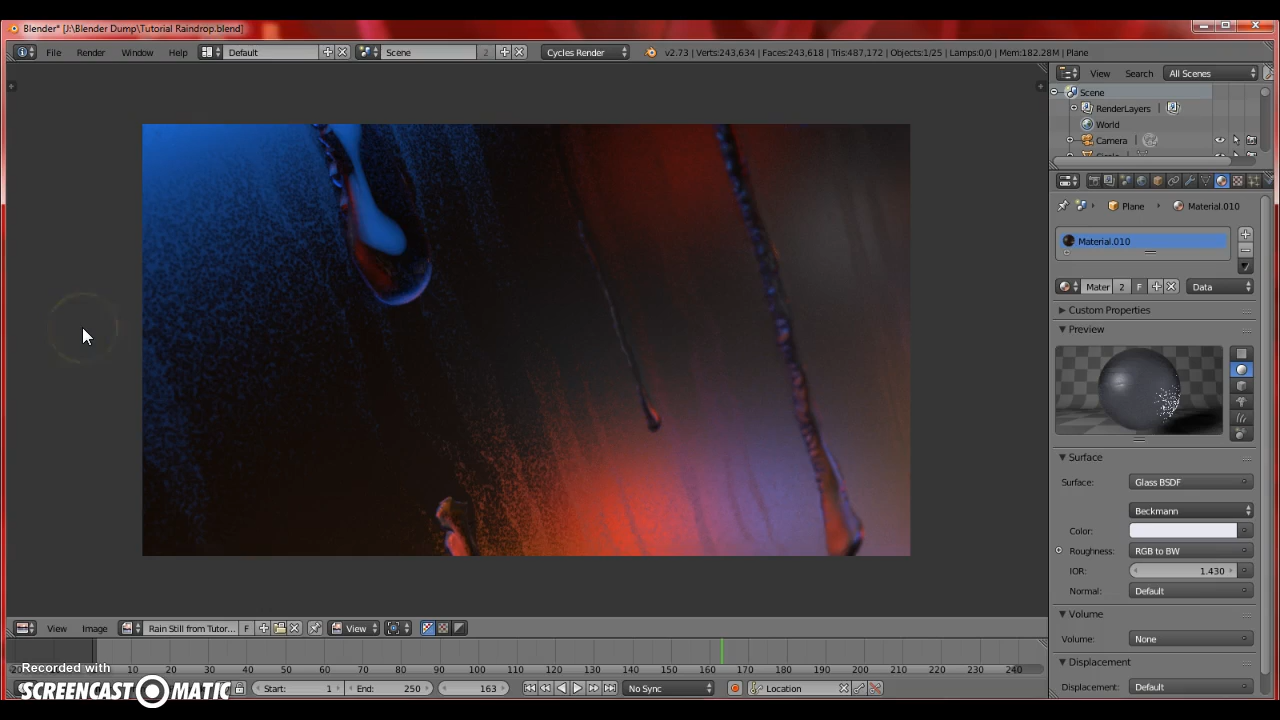 Blender* [J:\Blender Dump\Tutorial Raindrop.blend]
File Render Window Help Default Scene 2 Cycles Render v2.73 | Verts:243,634 | Faces:243,618 | Tris:487,172 | Objects:1/25 | Lamps:0/0 | Mem:182.28M | Plane
View Search All Scenes
Scene
RenderLayers
World
Camera
Plane Material.010
Material.010
Mater 2 F Data
Custom Properties
Preview
Surface
Surface: Glass BSDF
Beckmann
Color:
Roughness: RGB to BW
IOR: 1.430
Normal: Default
Volume
Volume: None
Displacement
Displacement: Default
View Image Rain Still from Tutor... F View
10 20 30 40 50 60 70 80 90 100 110 120 130 140 150 160 170 180 190 200 210 220 230 240
Start: 1 End: 250 163 No Sync Location
Recorded with
SCREENCAST-O-MATIC